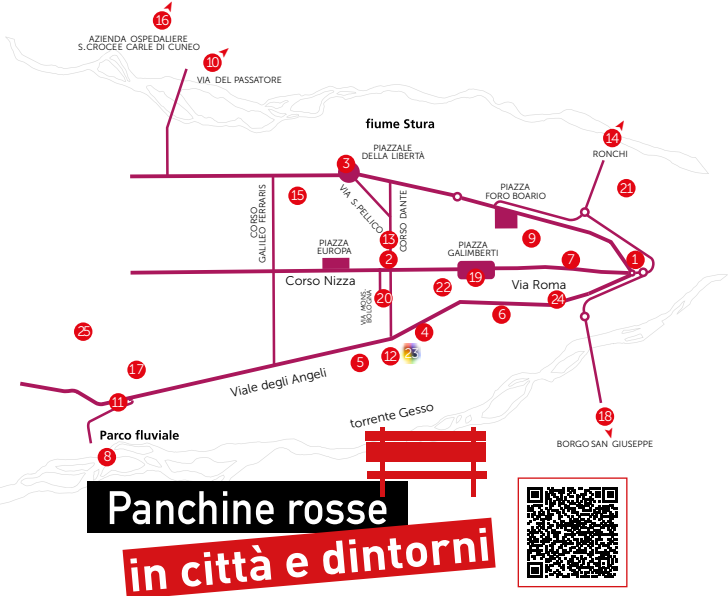 16
AZIENDA OSPEDALIERE
S.CROCEE CARLE DI CUNEO
10
VIA DEL PASSATORE
fiume Stura
14
RONCHI
3
PIAZZALE
DELLA LIBERTÀ
21
15
CORSO
GALILEO FERRARIS
VIA S.PELLICO
CORSO DANTE
PIAZZA
FORO BOARIO
13
9
PIAZZA
EUROPA
2
PIAZZA
GALIMBERTI
7
1
19
Corso Nizza
22
Via Roma
VIA MONS.
BOLOGNA
20
24
6
25
4
5
12
23
17
Viale degli Angeli
11
torrente Gesso
18
BORGO SAN GIUSEPPE
Parco fluviale
8
Panchine rosse
in città e dintorni